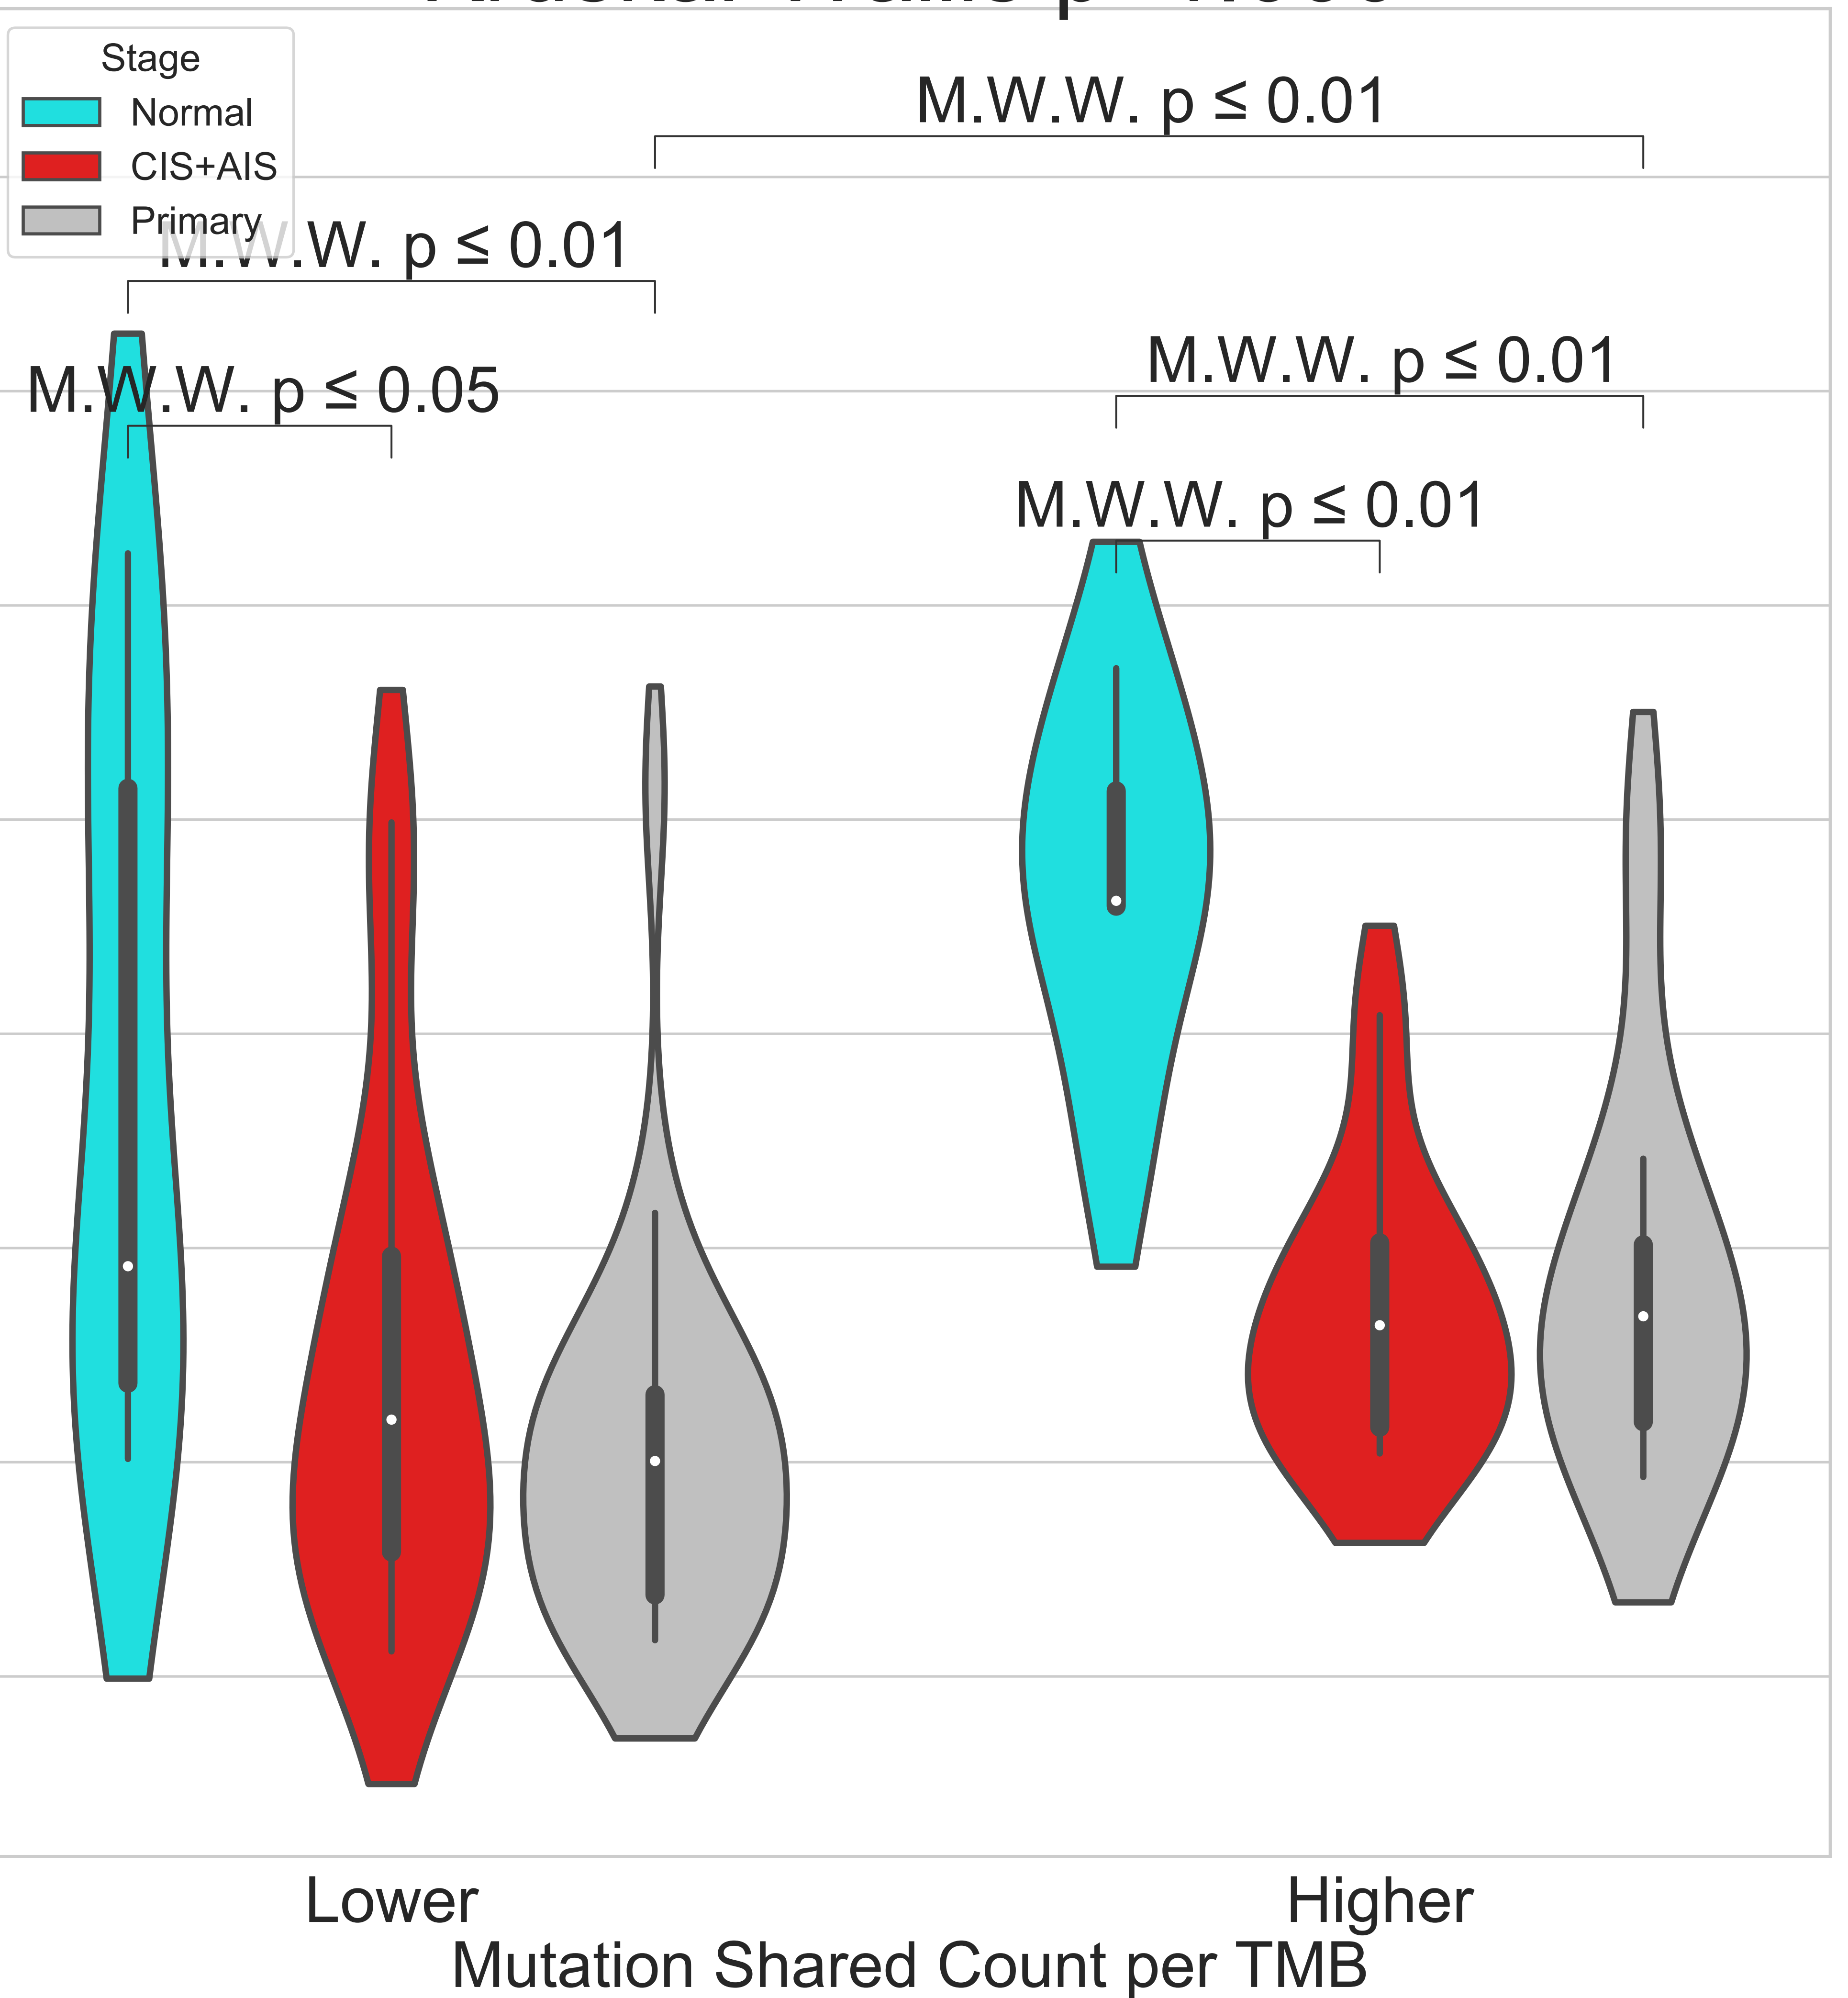 Stage
Normal
CIS+AIS
Primary
M.W.W. p ≤ 0.01
M.W.W. p ≤ 0.01
M.W.W. p ≤ 0.05
M.W.W. p ≤ 0.01
M.W.W. p ≤ 0.01
Lower
Higher
Mutation Shared Count per TMB